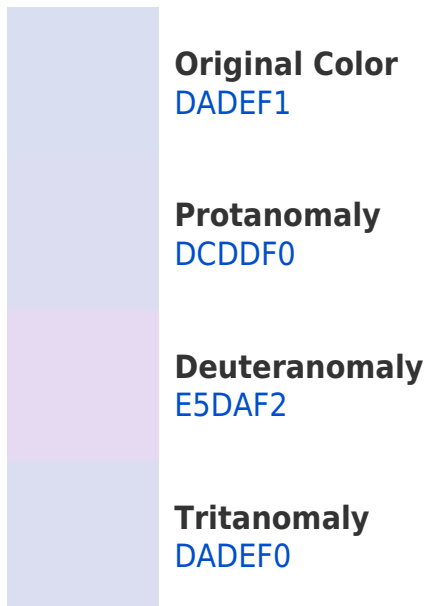 Original Color
DADEF1
Protanomaly
DCDDF0
Deuteranomaly
E5DAF2
Tritanomaly
DADEF0